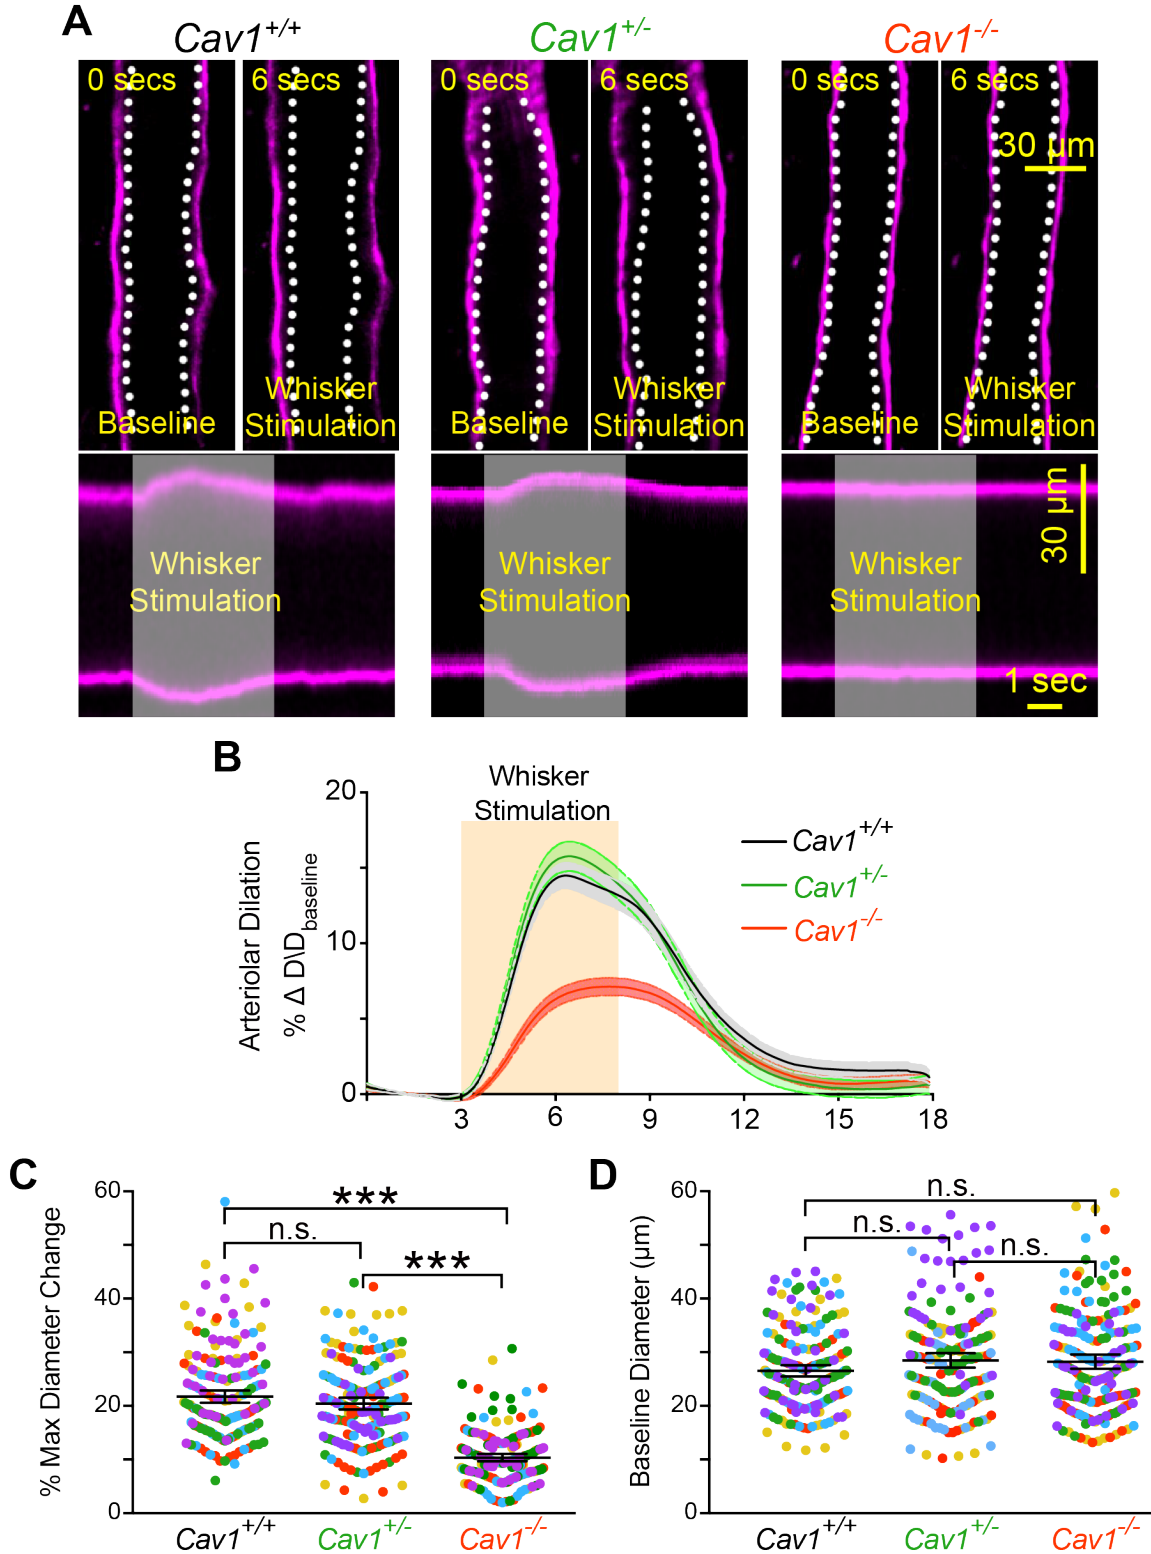 A
Cav1+/+
Cav1+/-
Cav1-/-
0 secs
6 secs
0 secs
6 secs
0 secs
6 secs
30 µm
Baseline
Whisker
Stimulation
Baseline
Whisker
Stimulation
Baseline
Whisker
Stimulation
Whisker
Stimulation
Whisker
Stimulation
Whisker
Stimulation
30 µm
1 sec
B
Whisker
Stimulation
Arteriolar Dilation
% Δ D\Dbaseline
20
10
0
3
6
9
12
15
18
Cav1+/+
Cav1+/-
Cav1-/-
C
% Max Diameter Change
60
40
20
0
***
n.s.
***
Cav1+/+
Cav1+/-
Cav1-/-
D
Baseline Diameter (µm)
60
40
20
0
n.s.
n.s.
n.s.
Cav1+/+
Cav1+/-
Cav1-/-